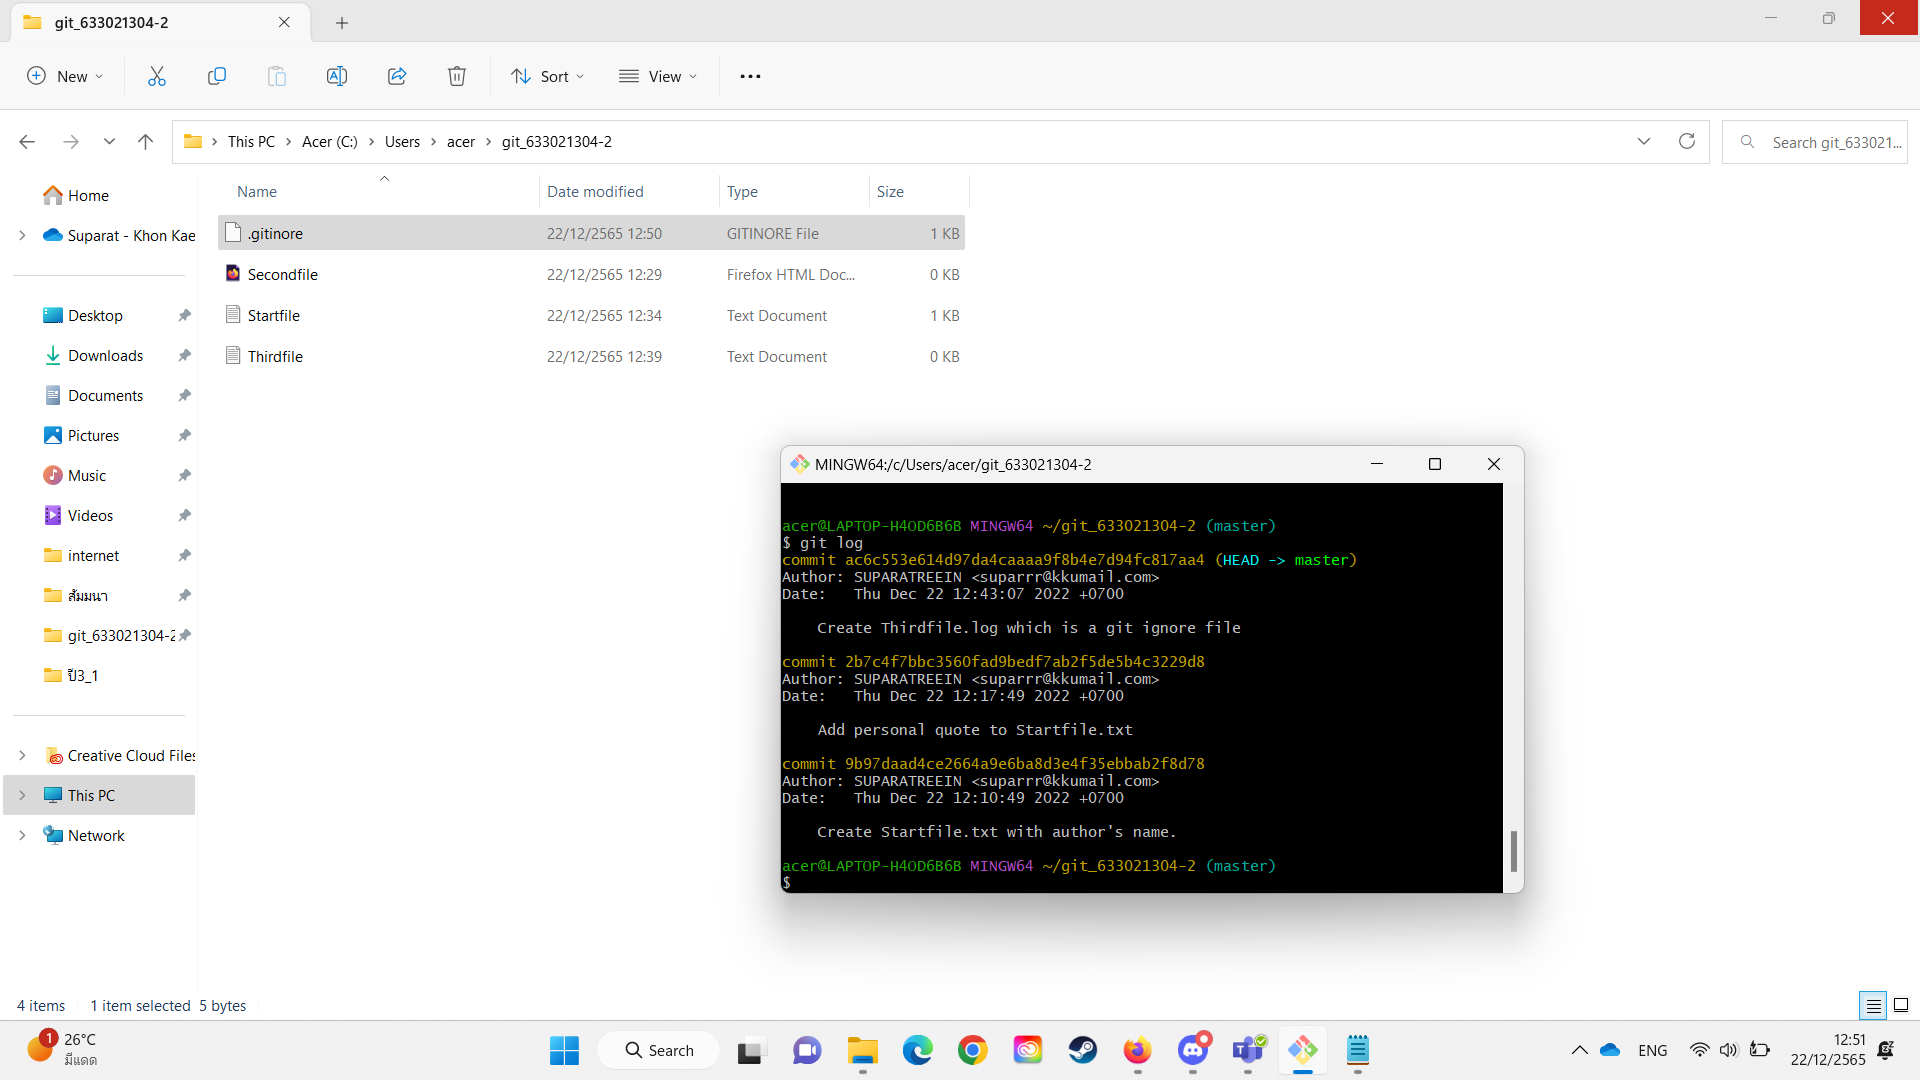 git_633021304-2
New
Sort
View
This PC
Acer (C:)
Users
acer
git_633021304-2
Search git_633021...
Name
Date modified
Type
Size
.gitinore
22/12/2565 12:50
GITINORE File
1 KB
Secondfile
22/12/2565 12:29
Firefox HTML Doc...
0 KB
Startfile
22/12/2565 12:34
Text Document
1 KB
Thirdfile
22/12/2565 12:39
Text Document
0 KB
Home
Suparat - Khon Kae
Desktop
Downloads
Documents
Pictures
Music
Videos
internet
สัมมนา
git_633021304-2
ปี3_1
Creative Cloud Files
This PC
Network
MINGW64:/c/Users/acer/git_633021304-2
acer@LAPTOP-H4OD6B6B MINGW64 ~/git_633021304-2 (master)
$ git log
commit ac6c553e614d97da4caaaa9f8b4e7d94fc817aa4 (HEAD -> master)
Author: SUPARATREEIN <suparrr@kkumail.com>
Date:   Thu Dec 22 12:43:07 2022 +0700
Create Thirdfile.log which is a git ignore file
commit 2b7c4f7bbc3560fad9bedf7ab2f5de5b4c3229d8
Author: SUPARATREEIN <suparrr@kkumail.com>
Date:   Thu Dec 22 12:17:49 2022 +0700
Add personal quote to Startfile.txt
commit 9b97daad4ce2664a9e6ba8d3e4f35ebbab2f8d78
Author: SUPARATREEIN <suparrr@kkumail.com>
Date:   Thu Dec 22 12:10:49 2022 +0700
Create Startfile.txt with author's name.
acer@LAPTOP-H4OD6B6B MINGW64 ~/git_633021304-2 (master)
$
4 items
1 item selected  5 bytes
1
26°C
มีแดด
Search
ENG
12:51
22/12/2565